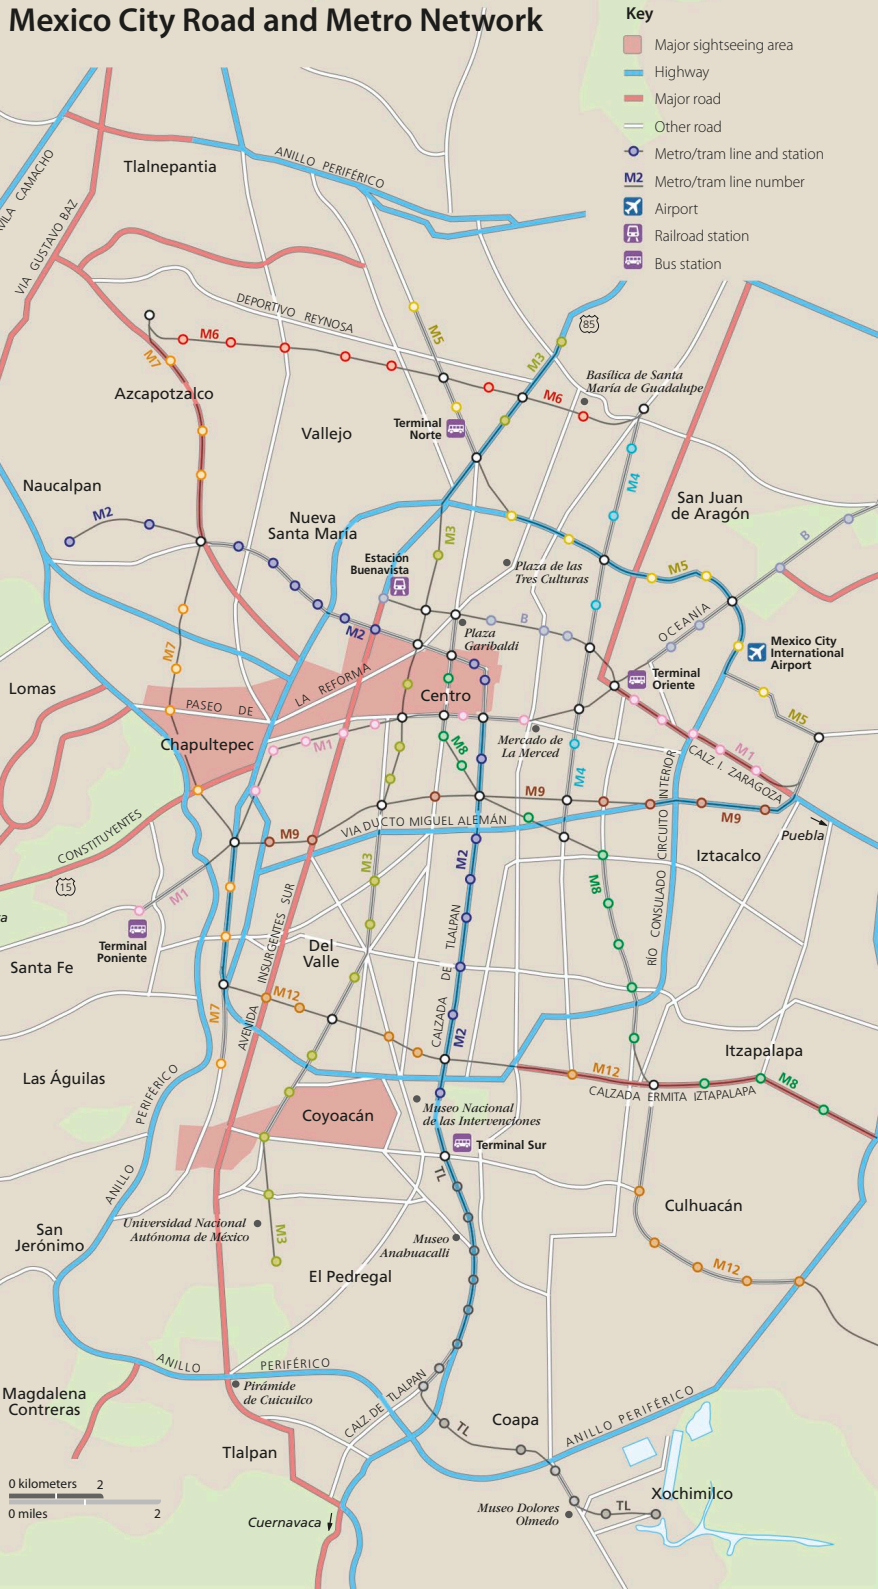 Mexico City Road and Metro Network
Key
Major sightseeing area
Highway
Major road
Other road
Metro/tram line and station
M2 Metro/tram line number
Airport
Railroad station
Bus station
Tlalnepantia
ANILLO PERIFÉRICO
CAMACHO
VIA GUSTAVO BAZ
DEPORTIVO REYNOSA
M5
85
M3
M6
M7
Basílica de Santa
María de Guadalupe
M6
Azcapotzalco
Terminal
Norte
Vallejo
M4
Naucalpan
San Juan
de Aragón
M2
Nueva
Santa María
M3
B
Estación
Buenavista
Plaza de las
Tres Culturas
M5
OCEANÍA
M2
B
Plaza
Garibaldi
M7
Mexico City
International
Airport
LA REFORMA
Terminal
Oriente
Lomas
PASEO DE
Centro
M5
Chapultepec
M1
M8
Mercado de
La Merced
M4
M1
CALZ. I. ZARAGOZA
M9
M9
CONSTITUYENTES
M9
VIA DUCTO MIGUEL ALEMÁN
Puebla
Iztacalco
RÍO CONSULADO CIRCUITO INTERIOR
M3
M2
15
M1
M8
AVENIDA INSURGENTES SUR
a
Terminal
Poniente
Santa Fe
Del
Valle
CALZADA DE TLALPAN
M12
M7
M2
Itzapalapa
Las Águilas
M12
M8
CALZADA ERMITA IZTAPALAPA
PERIFÉRICO
Coyoacán
Museo Nacional
de las Intervenciones
Terminal Sur
TL
ANILLO
Culhuacán
Universidad Nacional
Autónoma de México
San
Jerónimo
M3
Museo
Anahuacalli
El Pedregal
M12
ANILLO PERIFÉRICO
Pirámide
de Cuicuilco
Magdalena
Contreras
CALZ. DE TLALPAN
ANILLO PERIFÉRICO
Coapa
TL
Tlalpan
0 kilometers 2
0 miles 2
Xochimilco
Museo Dolores
Olmedo
TL
Cuernavaca